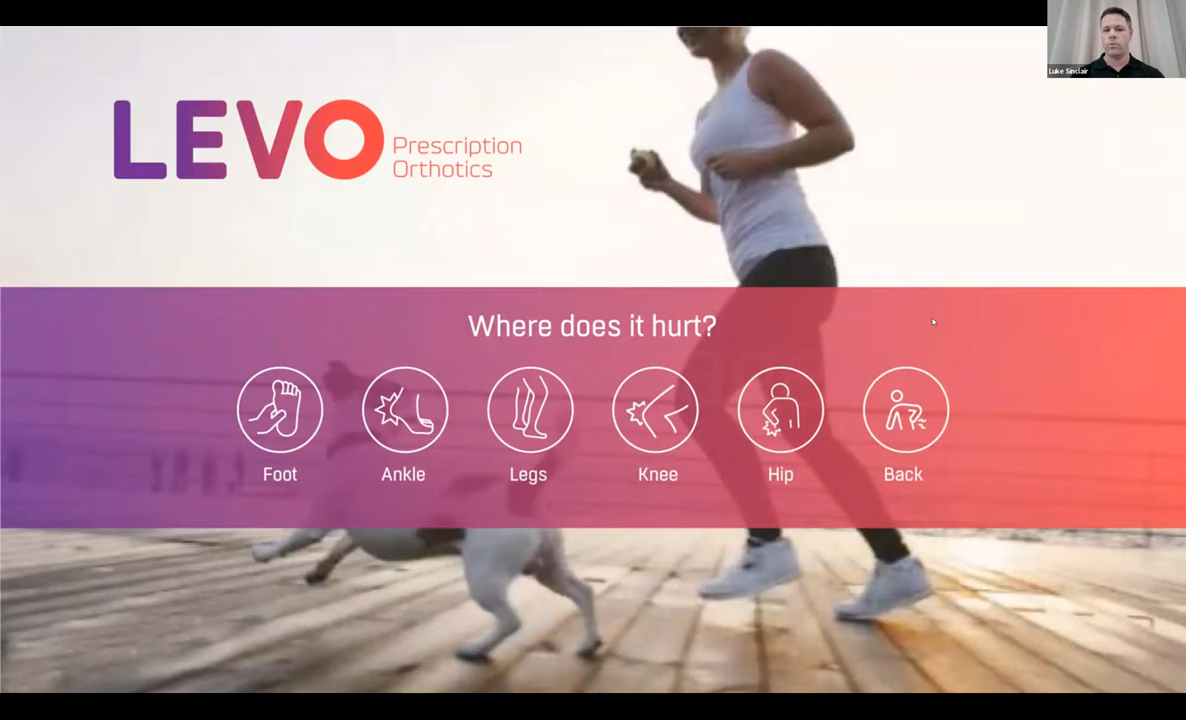 Luke Sinclair
LEVO
Prescription
Orthotics
Where does it hurt?
Foot
Ankle
Legs
Knee
Hip
Back